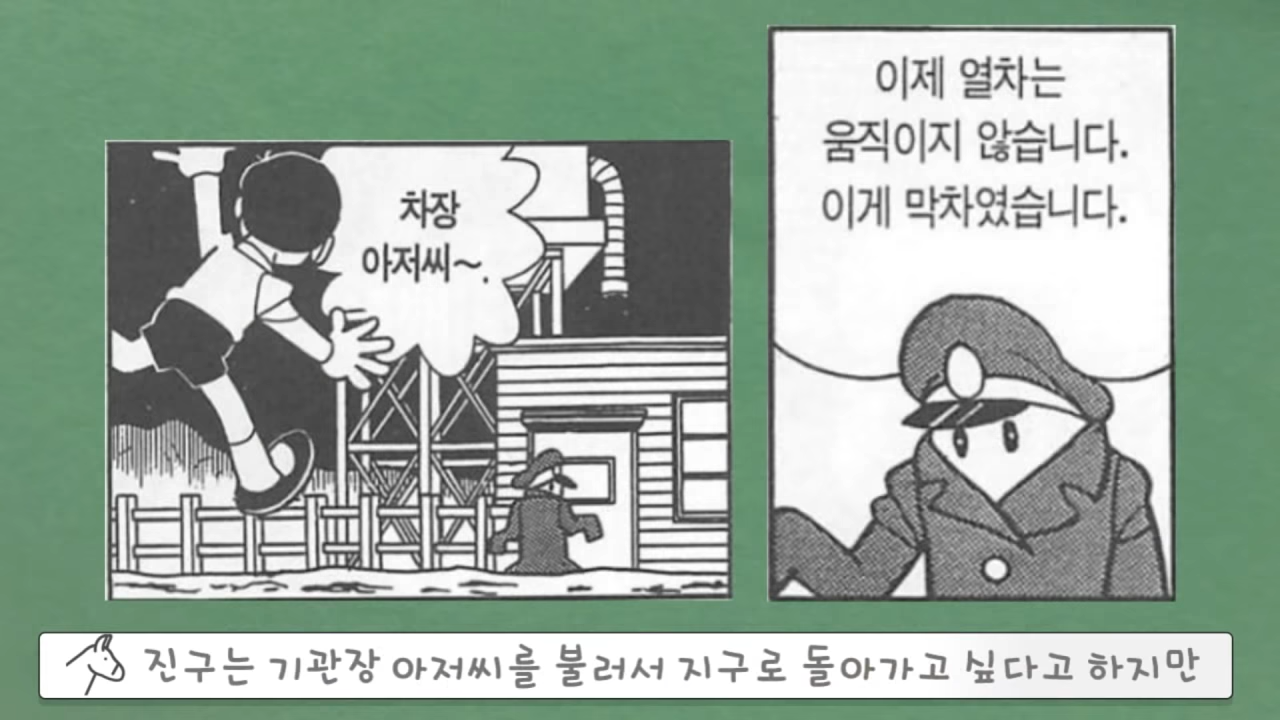 차장
아저씨~.
이제 열차는
움직이지 않습니다.
이게 막차였습니다.
진구는 기관장 아저씨를 불러서 지구로 돌아가고 싶다고 하지만